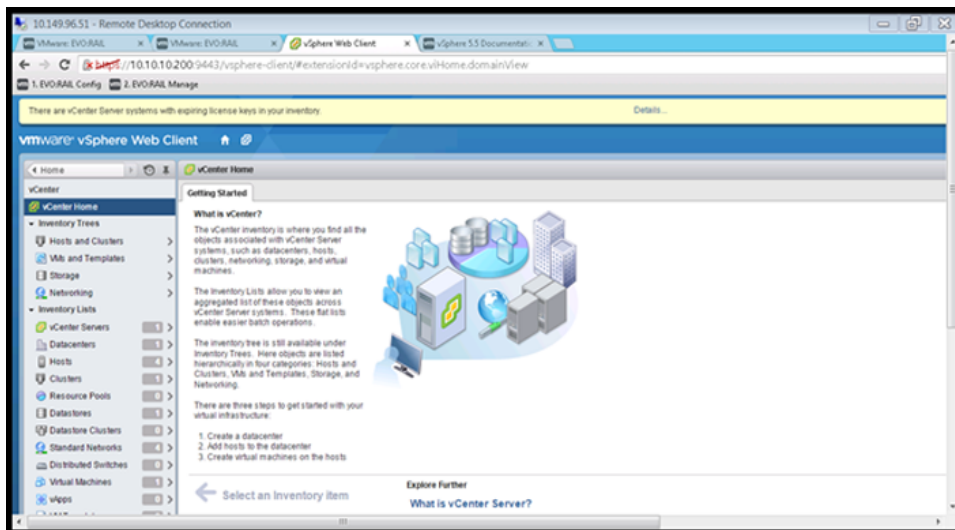 10.149.96.51 - Remote Desktop Connection
VMware: EVO:RAIL
VMware: EVO:RAIL
vSphere Web Client
vSphere 5.5 Documentati
https://10.10.10.200:9443/vsphere-client/#extensionId=vsphere.core.viHome.domainView
1. EVO:RAIL Config
2. EVO:RAIL Manage
There are vCenter Server systems with expiring license keys in your inventory.
Details...
vmware vSphere Web Client
Home
vCenter Home
vCenter
Getting Started
vCenter Home
Inventory Trees
Hosts and Clusters
VMs and Templates
Storage
Networking
Inventory Lists
vCenter Servers 1
Datacenters 1
Hosts 4
Clusters 1
Resource Pools 0
Datastores 1
Datastore Clusters 0
Standard Networks 4
Distributed Switches 0
Virtual Machines 1
vApps 0
What is vCenter?
The vCenter inventory is where you find all the
objects associated with vCenter Server
systems, such as datacenters, hosts,
clusters, networking, storage, and virtual
machines.
The Inventory Lists allow you to view an
aggregated list of these objects across
vCenter Server systems. These flat lists
enable easier batch operations.
The inventory tree is still available under
Inventory Trees. Here objects are listed
hierarchically in four categories: Hosts and
Clusters, VMs and Templates, Storage, and
Networking.
There are three steps to get started with your
virtual infrastructure:
1. Create a datacenter
2. Add hosts to the datacenter
3. Create virtual machines on the hosts
Select an Inventory item
Explore Further
What is vCenter Server?